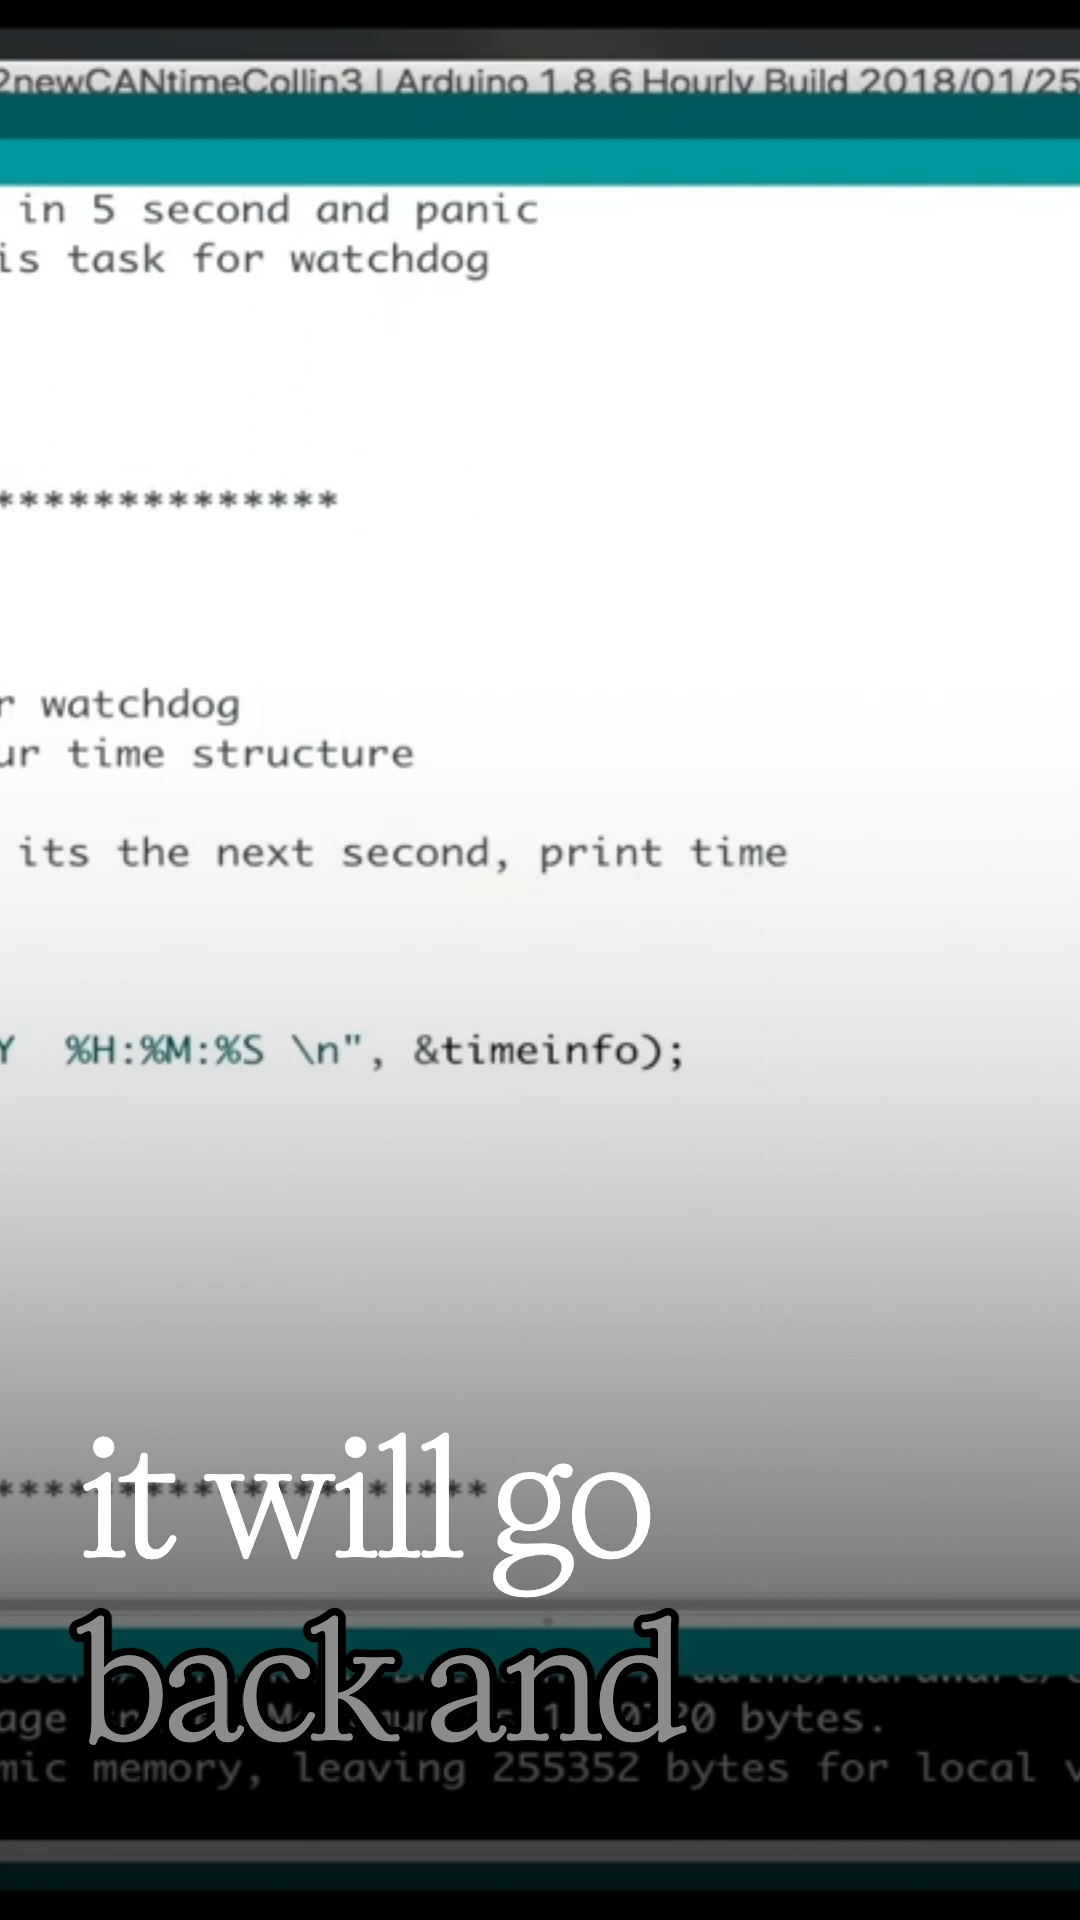 2newCANtimeCollin3 | Arduino 1.8.6 Hourly Build 2018/01/25
in 5 second and panic
is task for watchdog
**************
r watchdog
ur time structure
its the next second, print time
Y %H:%M:%S \n", &timeinfo);
********************
it will go
back and
bytes.
mic memory, leaving 255352 bytes for local v